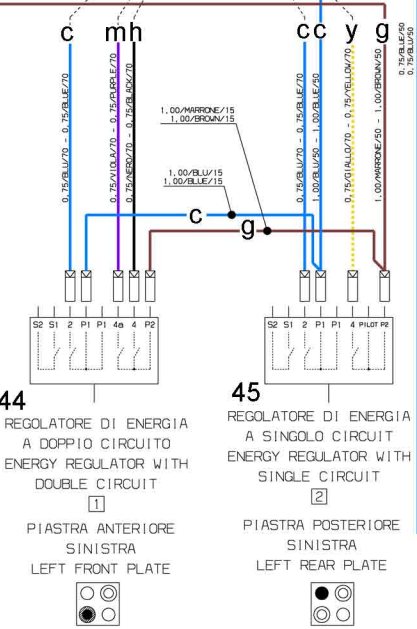 c
m
h
c
c
y
g
0,75/BLU/70 - 0,75/BLUE/70
0,75/VIOLA/70 - 0,75/PURPLE/70
0,75/NERO/70 - 0,75/BLACK/70
0,75/BLU/70 - 0,75/BLUE/70
1,00/BLU/50 - 1,00/BLUE/50
0,75/GIALLO/70 - 0,75/YELLOW/70
1,00/MARRONE/50 - 1,00/BROWN/50
0,75/BLUE/50
0,75/BLU/50
1,00/MARRONE/15
1,00/BROWN/15
1,00/BLU/15
1,00/BLUE/15
c
g
S2 S1 2 P1 P1 4a 4 P2
S2 S1 2 P1 P1 4 PILOT P2
44
REGOLATORE DI ENERGIA
A DOPPIO CIRCUITO
ENERGY REGULATOR WITH
DOUBLE CIRCUIT
1
PIASTRA ANTERIORE
SINISTRA
LEFT FRONT PLATE
45
REGOLATORE DI ENERGIA
A SINGOLO CIRCUIT
ENERGY REGULATOR WITH
SINGLE CIRCUIT
2
PIASTRA POSTERIORE
SINISTRA
LEFT REAR PLATE